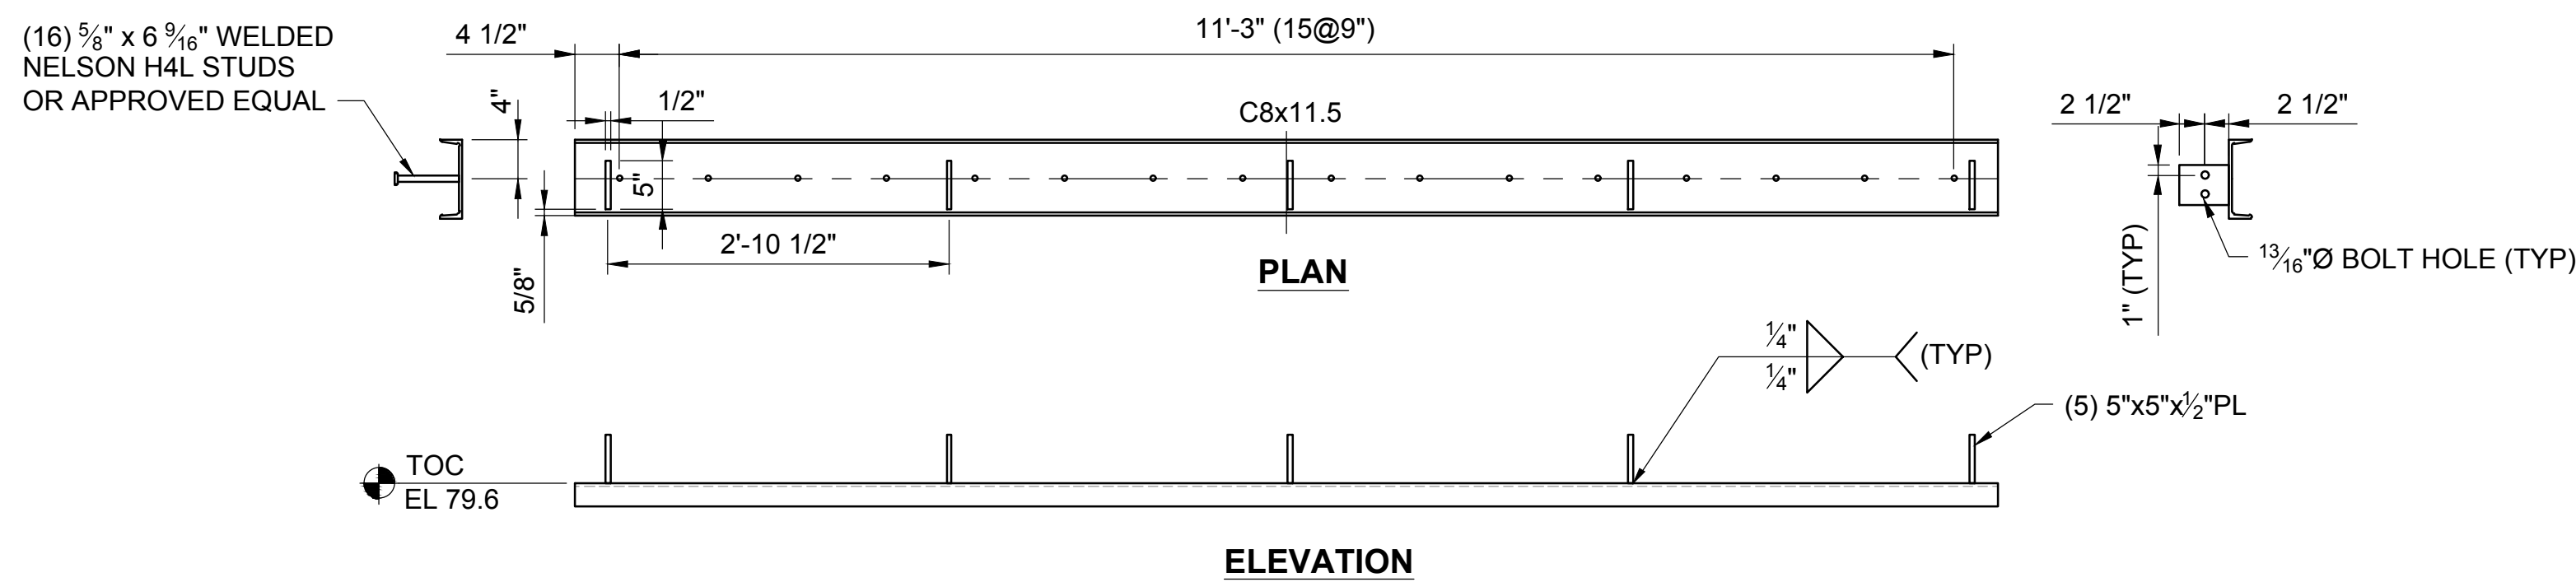 (16) 5⁄8" x 6 9⁄16" WELDED
NELSON H4L STUDS
OR APPROVED EQUAL
4 1/2"
11'-3" (15@9")
4"
1/2"
C8x11.5
5"
2'-10 1/2"
5/8"
PLAN
2 1/2"
2 1/2"
1" (TYP)
13⁄16"Ø BOLT HOLE (TYP)
1⁄4"
1⁄4"
(TYP)
(5) 5"x5"x1⁄2"PL
TOC
EL 79.6
ELEVATION